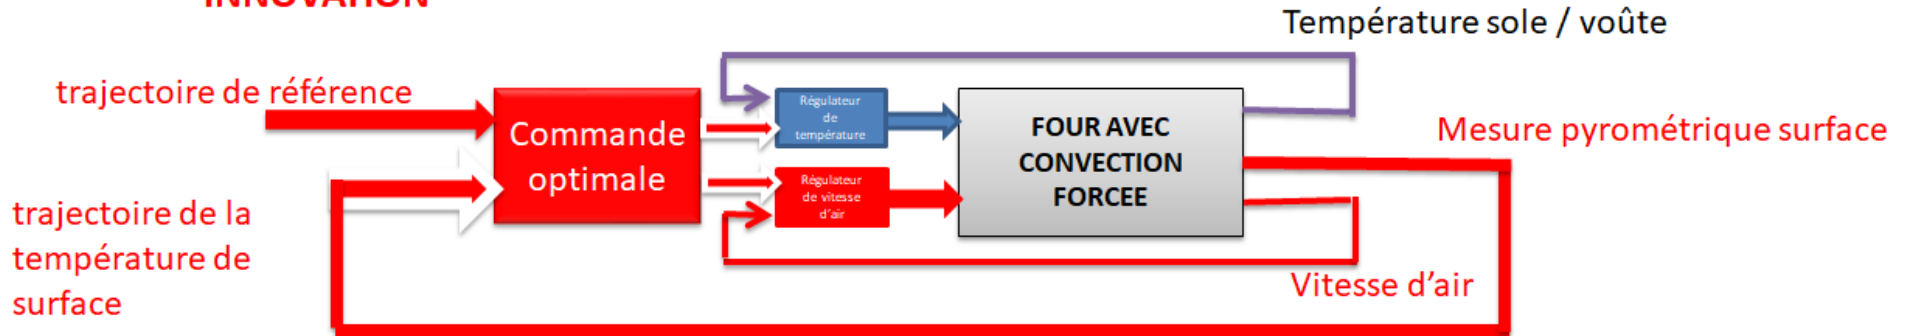 INNOVATION
Température sole / voûte
trajectoire de référence
Régulateur
de
température
Commande
optimale
FOUR AVEC
CONVECTION
FORCEE
Mesure pyrométrique surface
Régulateur
de vitesse
d'air
trajectoire de la
température de
surface
Vitesse d'air